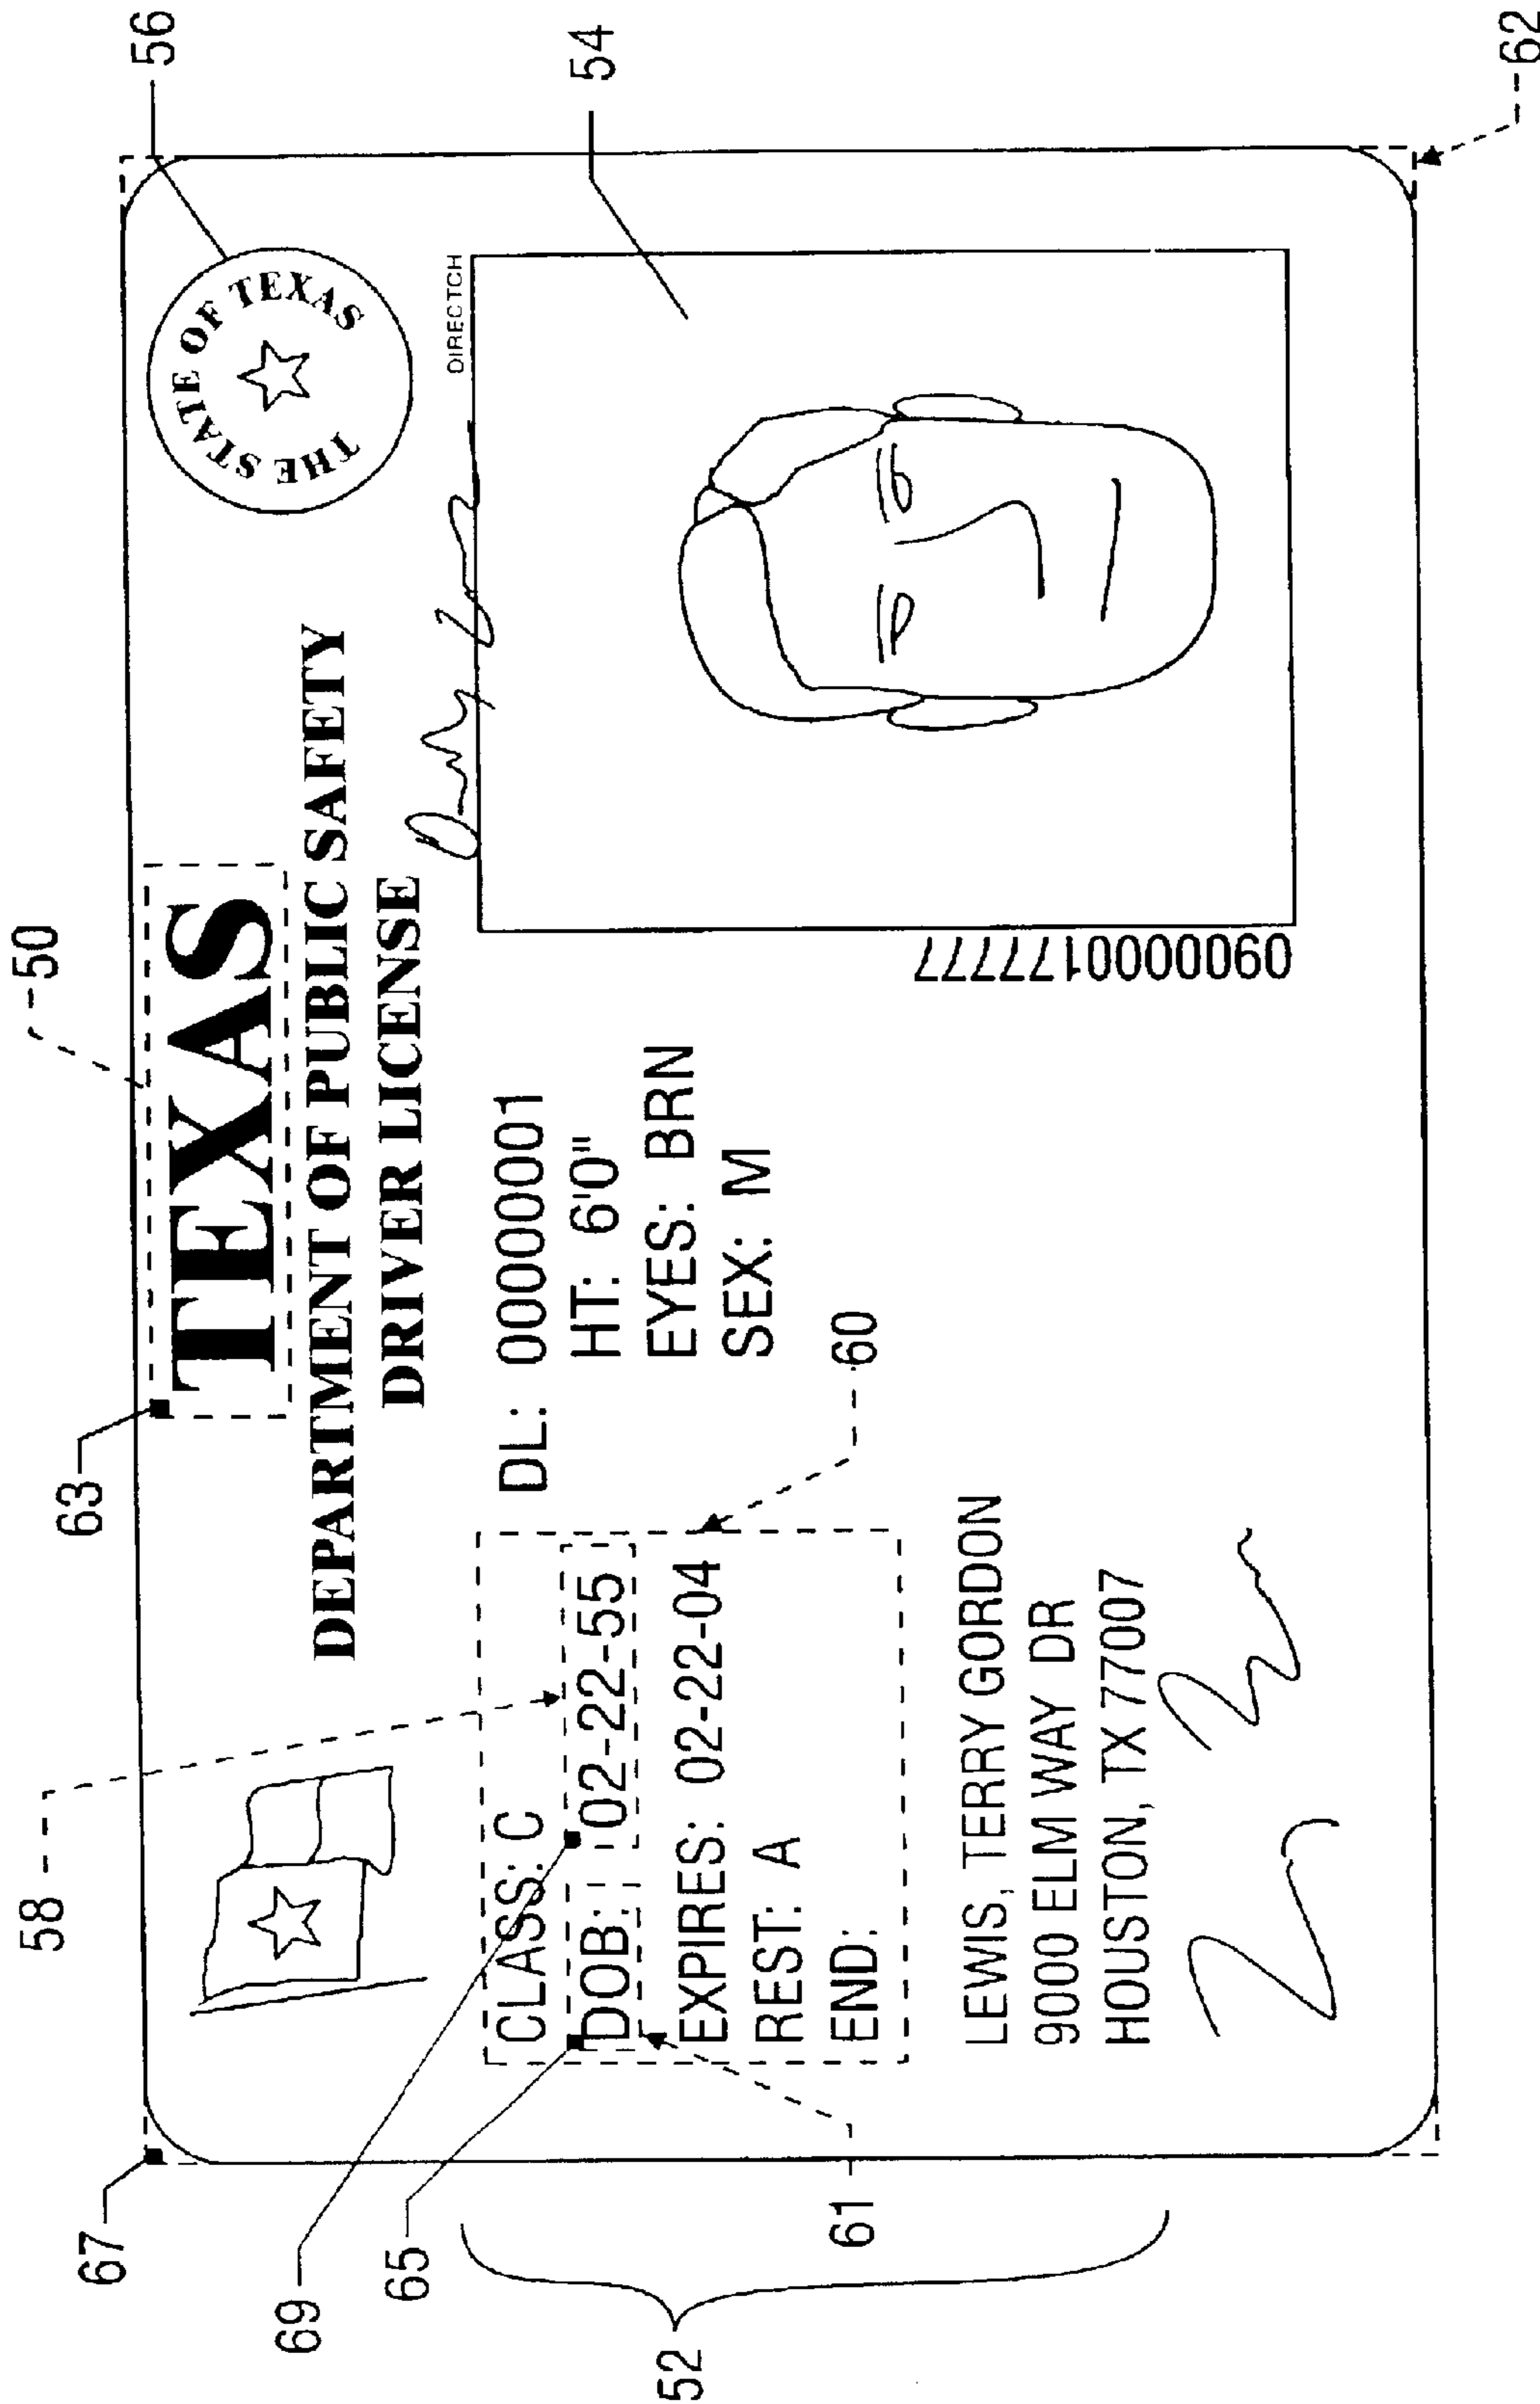 56
54
62
50
63
67
58
69
65
61
60
52
TEXAS
DEPARTMENT OF PUBLIC SAFETY
DRIVER LICENSE
THE STATE OF TEXAS
DIRECTCH
CLASS: C
DOB: 02-22-55
EXPIRES: 02-22-04
REST: A
END:
DL: 00000001
HT: 6'0"
EYES: BRN
SEX: M
LEWIS, TERRY GORDON
9000 ELM WAY DR
HOUSTON, TX 77007
0900000177777